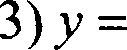 3) y =